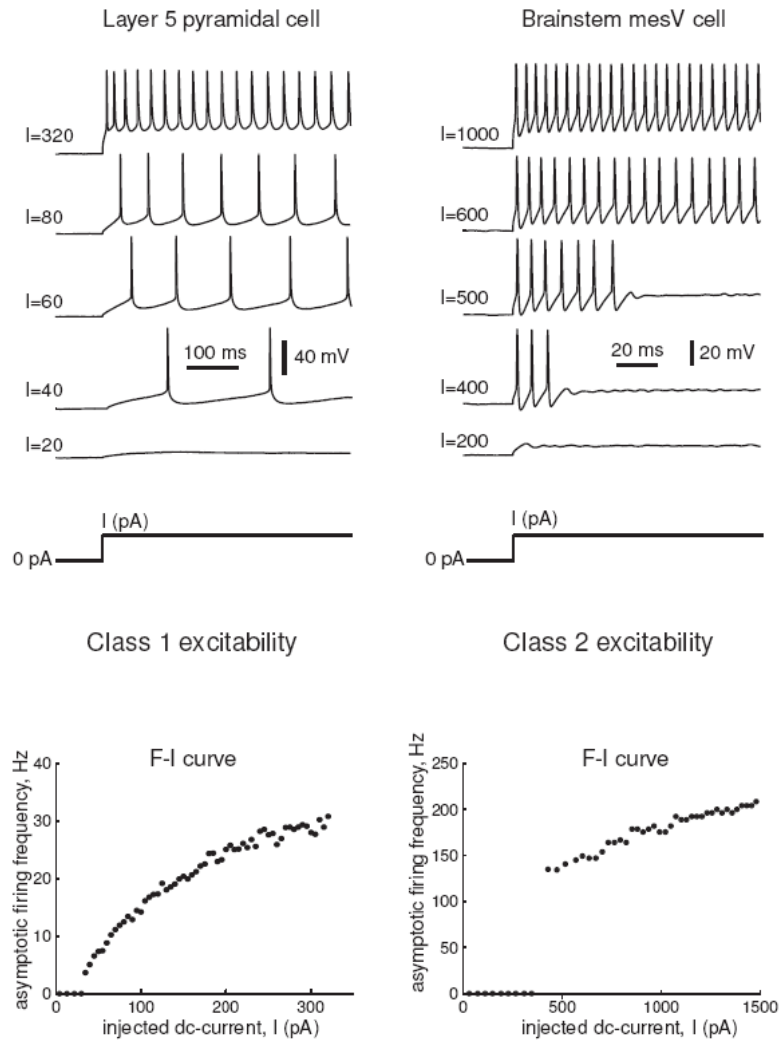 Layer 5 pyramidal cell
I=320
I=80
I=60
100 ms
40 mV
I=40
I=20
I (pA)
0 pA
Brainstem mesV cell
I=1000
I=600
I=500
20 ms
20 mV
I=400
I=200
I (pA)
0 pA
Class 1 excitability
Class 2 excitability
F-I curve
asymptotic firing frequency, Hz
40
30
20
10
0
0 100 200 300
injected dc-current, I (pA)
F-I curve
asymptotic firing frequency, Hz
250
200
150
100
50
0
0 500 1000 1500
injected dc-current, I (pA)